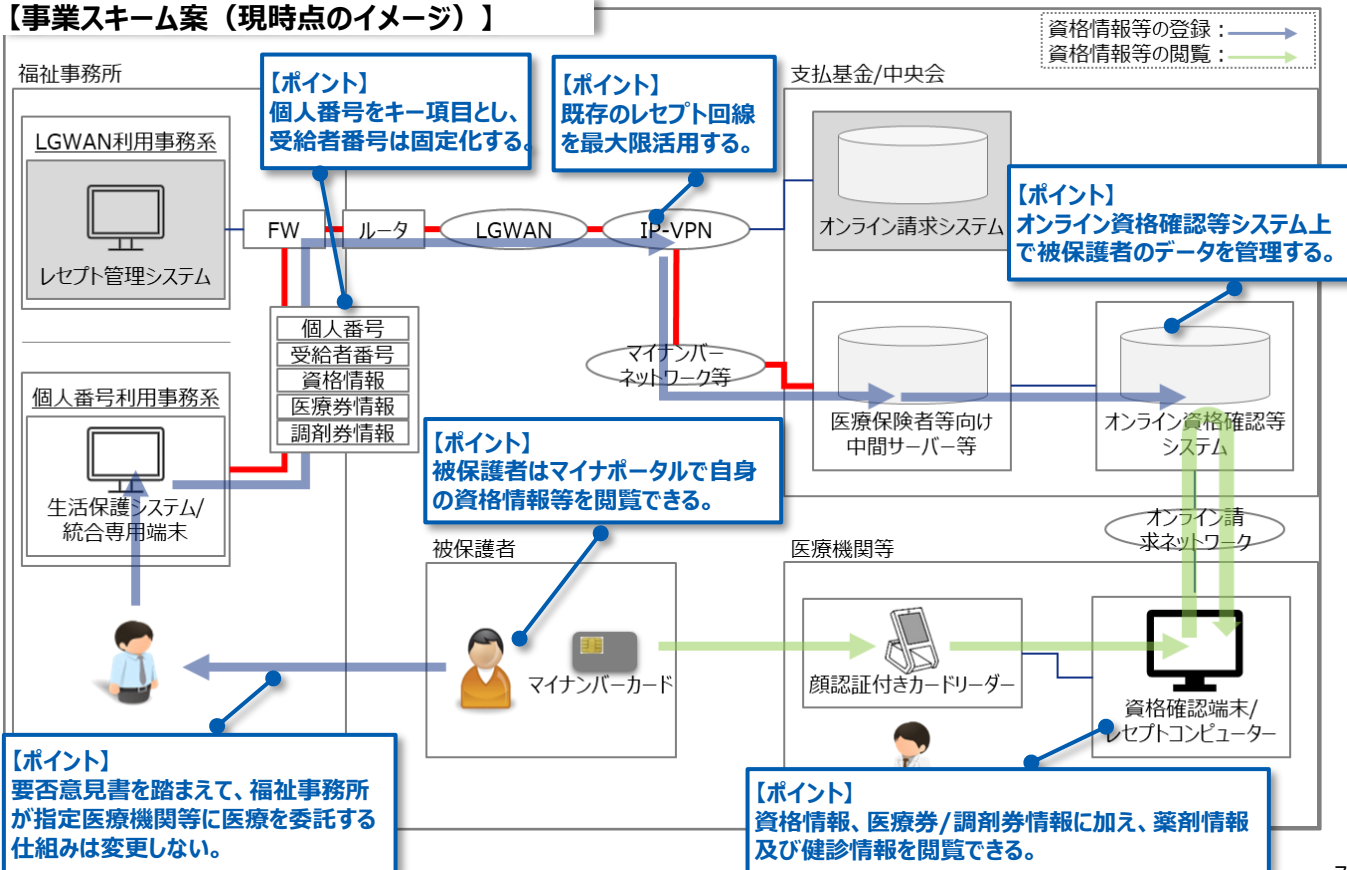 【事業スキーム案（現時点のイメージ）】
資格情報等の登録：
資格情報等の閲覧：
福祉事務所
支払基金/中央会
【ポイント】
個人番号をキー項目とし、
受給者番号は固定化する。
【ポイント】
既存のレセプト回線
を最大限活用する。
LGWAN利用事務系
レセプト管理システム
FW
ルータ
LGWAN
IP-VPN
オンライン請求システム
【ポイント】
オンライン資格確認等システム上
で被保護者のデータを管理する。
個人番号
受給者番号
資格情報
医療券情報
調剤券情報
マイナンバー
ネットワーク等
医療保険者等向け
中間サーバー等
オンライン資格確認等
システム
個人番号利用事務系
生活保護システム/
統合専用端末
【ポイント】
被保護者はマイナポータルで自身
の資格情報等を閲覧できる。
オンライン請
求ネットワーク
被保護者
医療機関等
マイナンバーカード
顔認証付きカードリーダー
資格確認端末/
レセプトコンピューター
【ポイント】
要否意見書を踏まえて、福祉事務所
が指定医療機関等に医療を委託する
仕組みは変更しない。
【ポイント】
資格情報、医療券/調剤券情報に加え、薬剤情報
及び健診情報を閲覧できる。
7